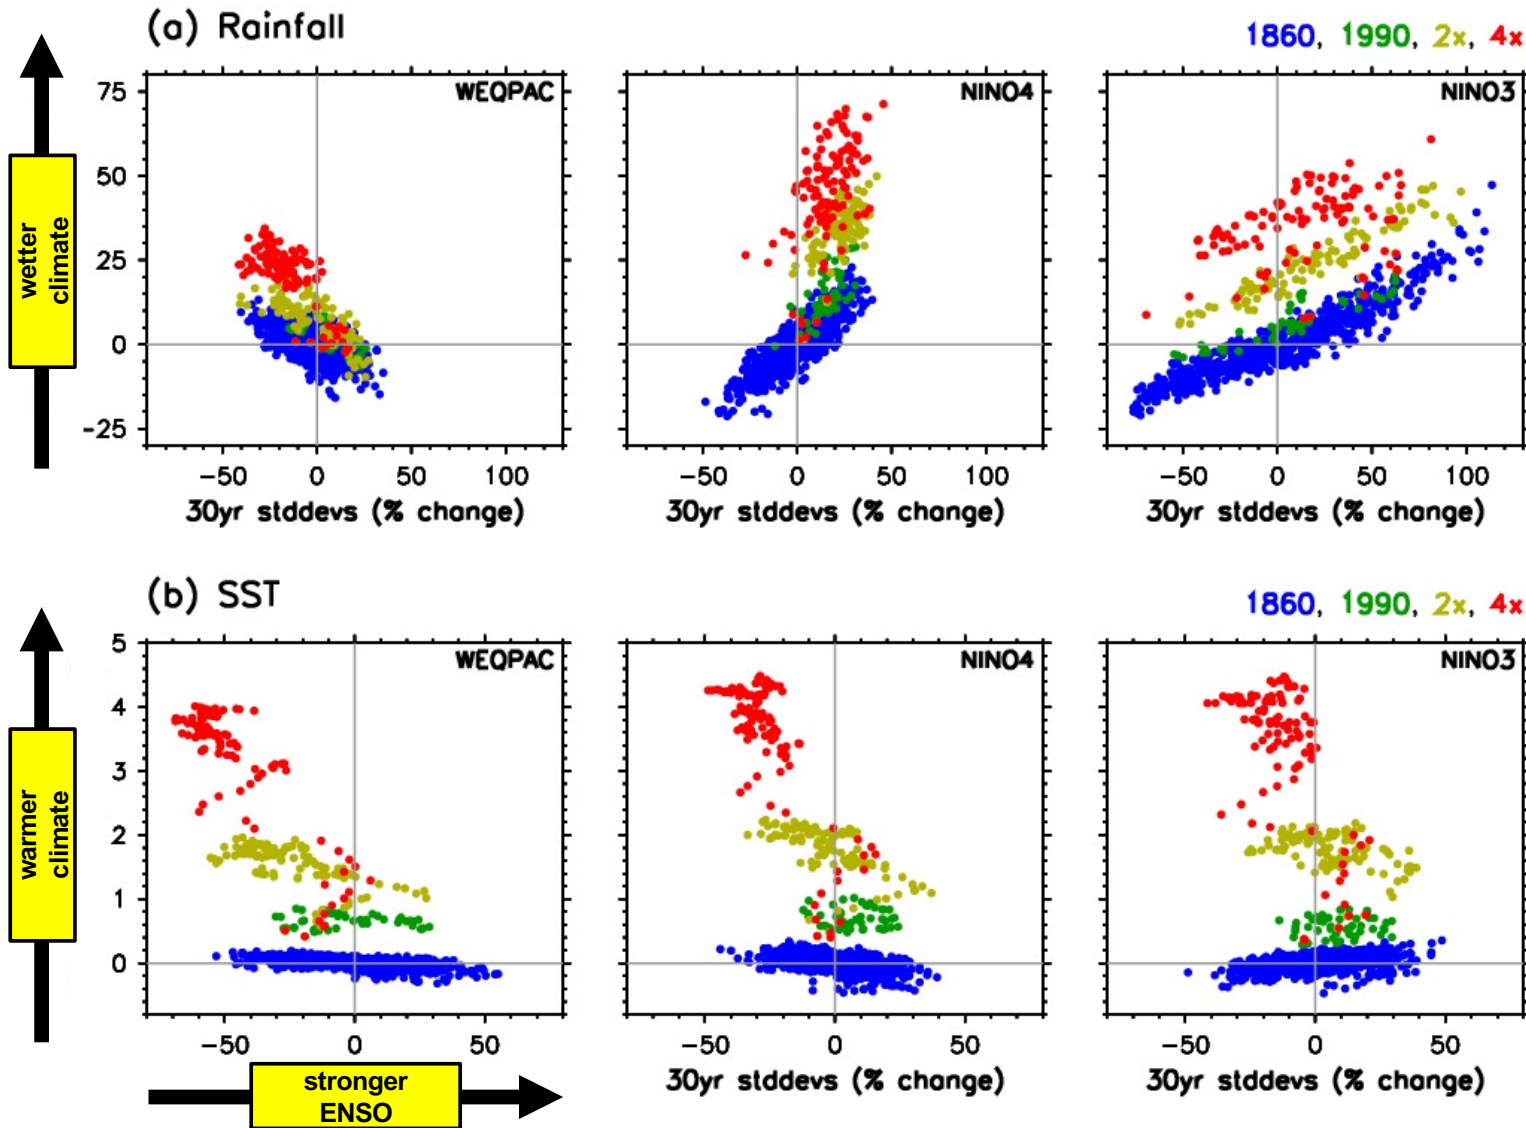 (a) Rainfall
1860, 1990, 2x, 4x
wetter
climate
WEQPAC
NINO4
NINO3
75
50
25
0
-25
-50 0 50 100
-50 0 50 100
-50 0 50 100
30yr stddevs (% change)
30yr stddevs (% change)
30yr stddevs (% change)
(b) SST
1860, 1990, 2x, 4x
warmer
climate
WEQPAC
NINO4
NINO3
5
4
3
2
1
0
-50 0 50
-50 0 50
-50 0 50
stronger
ENSO
30yr stddevs (% change)
30yr stddevs (% change)